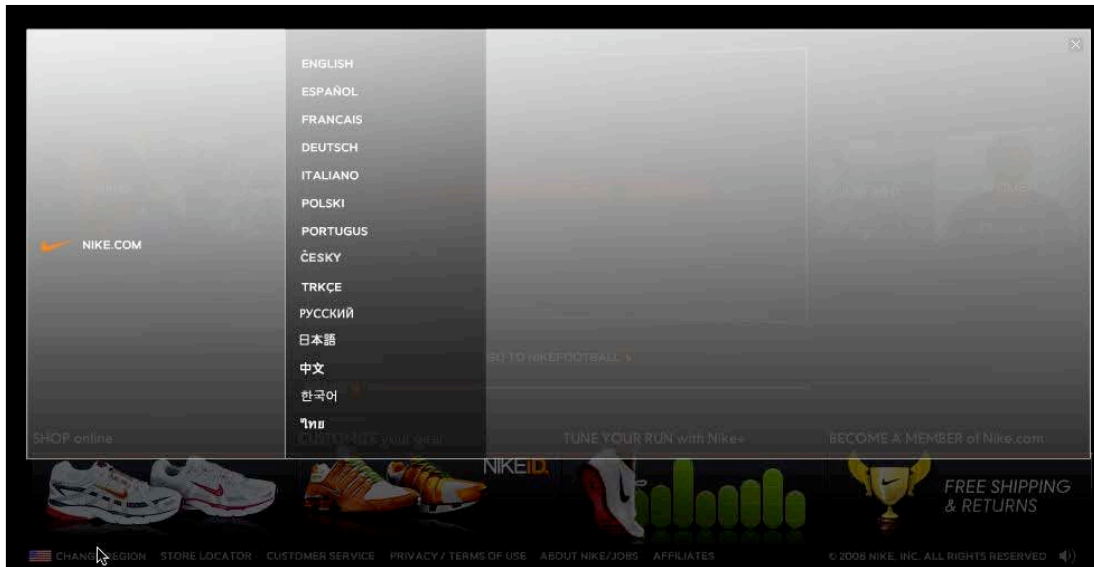 NIKE.COM
ENGLISH
ESPAÑOL
FRANCAIS
DEUTSCH
ITALIANO
POLSKI
PORTUGUS
ČESKY
TRKÇE
РУССКИЙ
日本語
中文
한국어
ไทย
GO TO NIKEFOOTBALL
SHOP online
CUSTOMIZE your gear
TUNE YOUR RUN with Nike+
BECOME A MEMBER of Nike.com
NIKEiD.
FREE SHIPPING
& RETURNS
CHANGE REGION STORE LOCATOR CUSTOMER SERVICE PRIVACY / TERMS OF USE ABOUT NIKE/JOBS AFFILIATES © 2008 NIKE, INC. ALL RIGHTS RESERVED